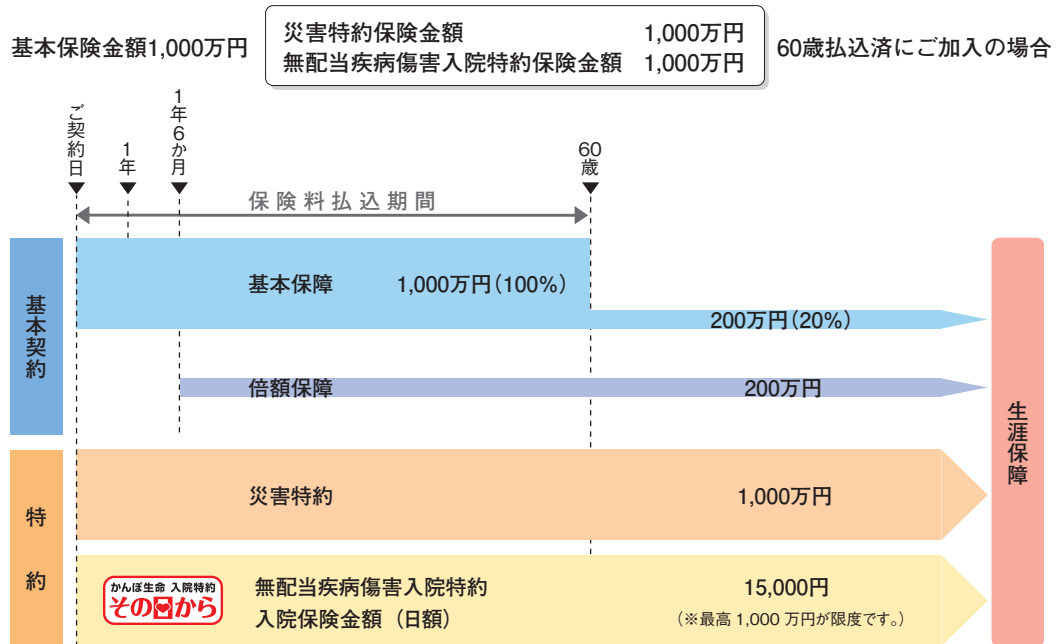 基本保険金額1,000万円
災害特約保険金額 1,000万円
無配当疾病傷害入院特約保険金額 1,000万円
60歳払込済にご加入の場合
ご契約日
1年
1年6か月
60歳
保険料払込期間
基本契約
基本保障 1,000万円(100%)
200万円(20%)
倍額保障 200万円
生涯保障
特約
災害特約 1,000万円
かんぽ生命 入院特約
その日から
無配当疾病傷害入院特約 15,000円
入院保険金額（日額） （※最高 1,000 万円が限度です。）